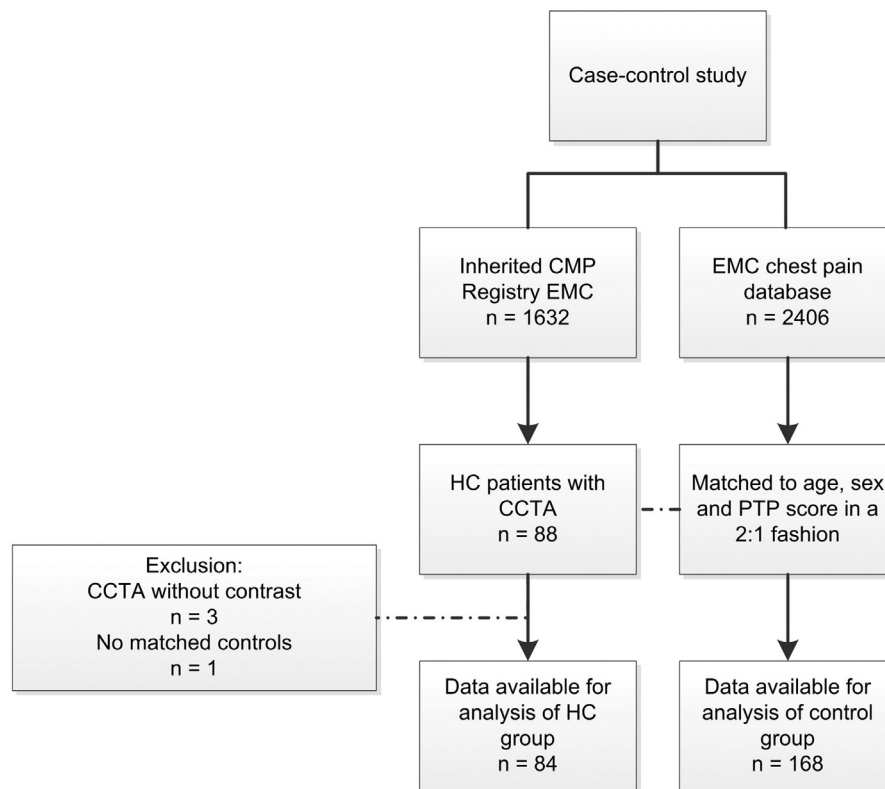 Case-control study
Inherited CMP
Registry EMC
n = 1632
EMC chest pain
database
n = 2406
HC patients with
CCTA
n = 88
Matched to age, sex
and PTP score in a
2:1 fashion
Exclusion:
CCTA without contrast
n = 3
No matched controls
n = 1
Data available for
analysis of HC
group
n = 84
Data available for
analysis of control
group
n = 168